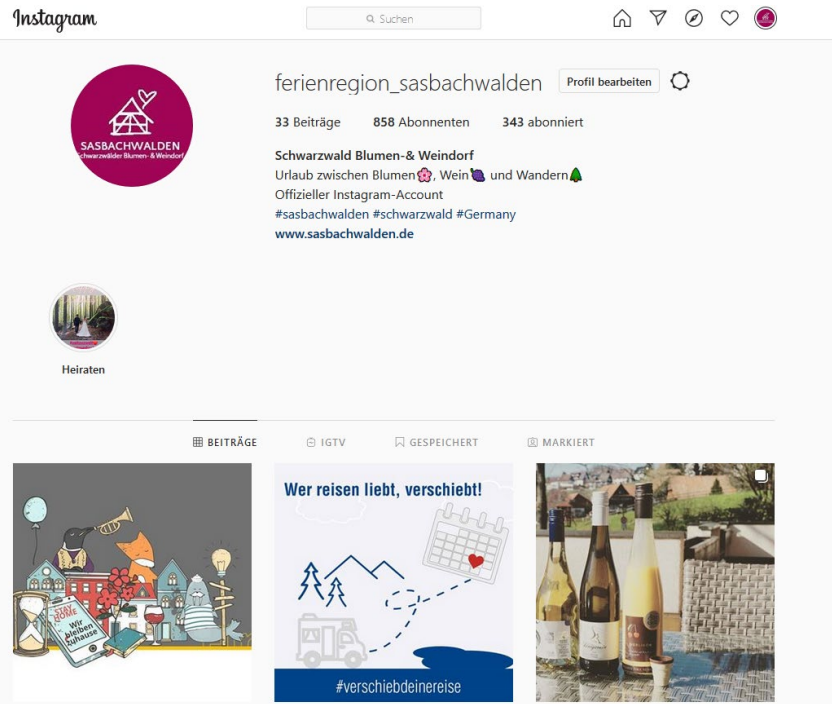 Instagram
Suchen
SASBACHWALDEN
Schwarzwälder Blumen- & Weindorf
ferienregion_sasbachwalden Profil bearbeiten
33 Beiträge 858 Abonnenten 343 abonniert
Schwarzwald Blumen-& Weindorf
Urlaub zwischen Blumen🌸, Wein🍇 und Wandern🌲
Offizieller Instagram-Account
#sasbachwalden #schwarzwald #Germany
www.sasbachwalden.de
Heiraten
BEITRÄGE IGTV GESPEICHERT MARKIERT
STAY
HOME
Wir
bleiben
zuhause
Wer reisen liebt, verschiebt!
#verschiebdeinereise